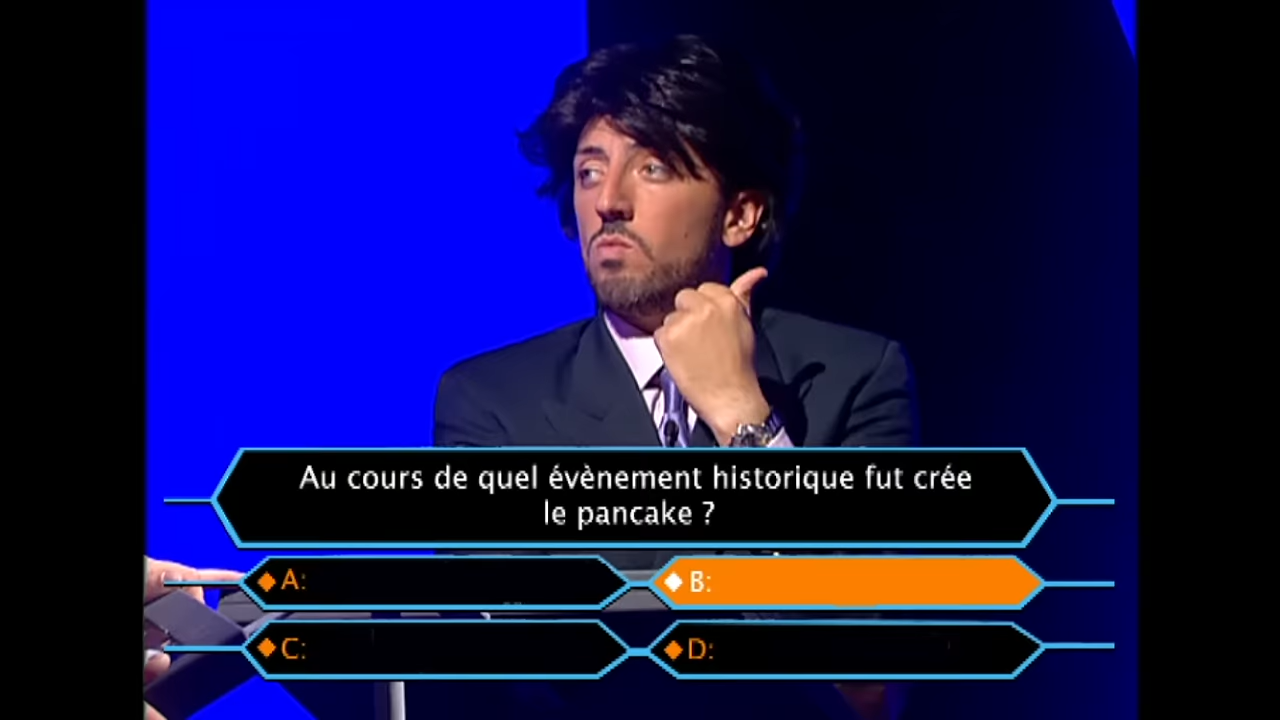 Au cours de quel évènement historique fut crée
le pancake ?
A:
B:
C:
D: